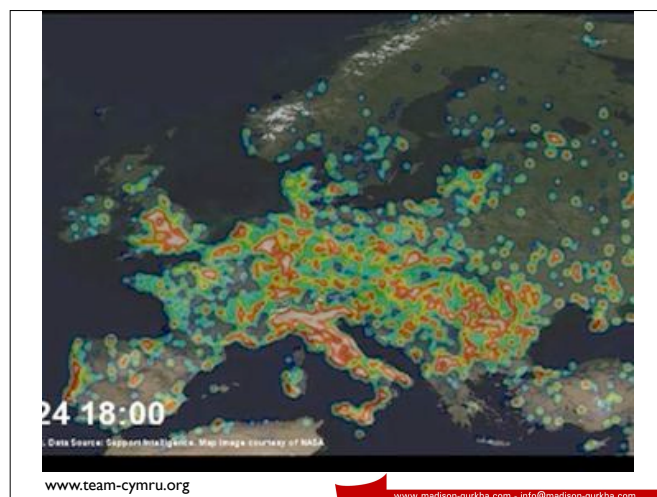 24 18:00
. Data Source: Support Intelligence. Map Image courtesy of NASA
www.team-cymru.org
www.madison-gurkha.com - info@madison-gurkha.com